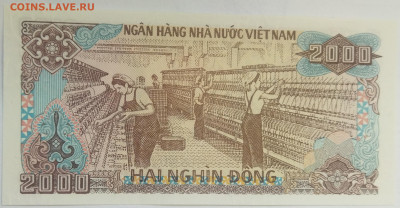 COINS.LAVE.RU
NGÂN HÀNG NHÀ NƯỚC VIỆT NAM
2000
2000
HAI NGHÌN ĐỒNG